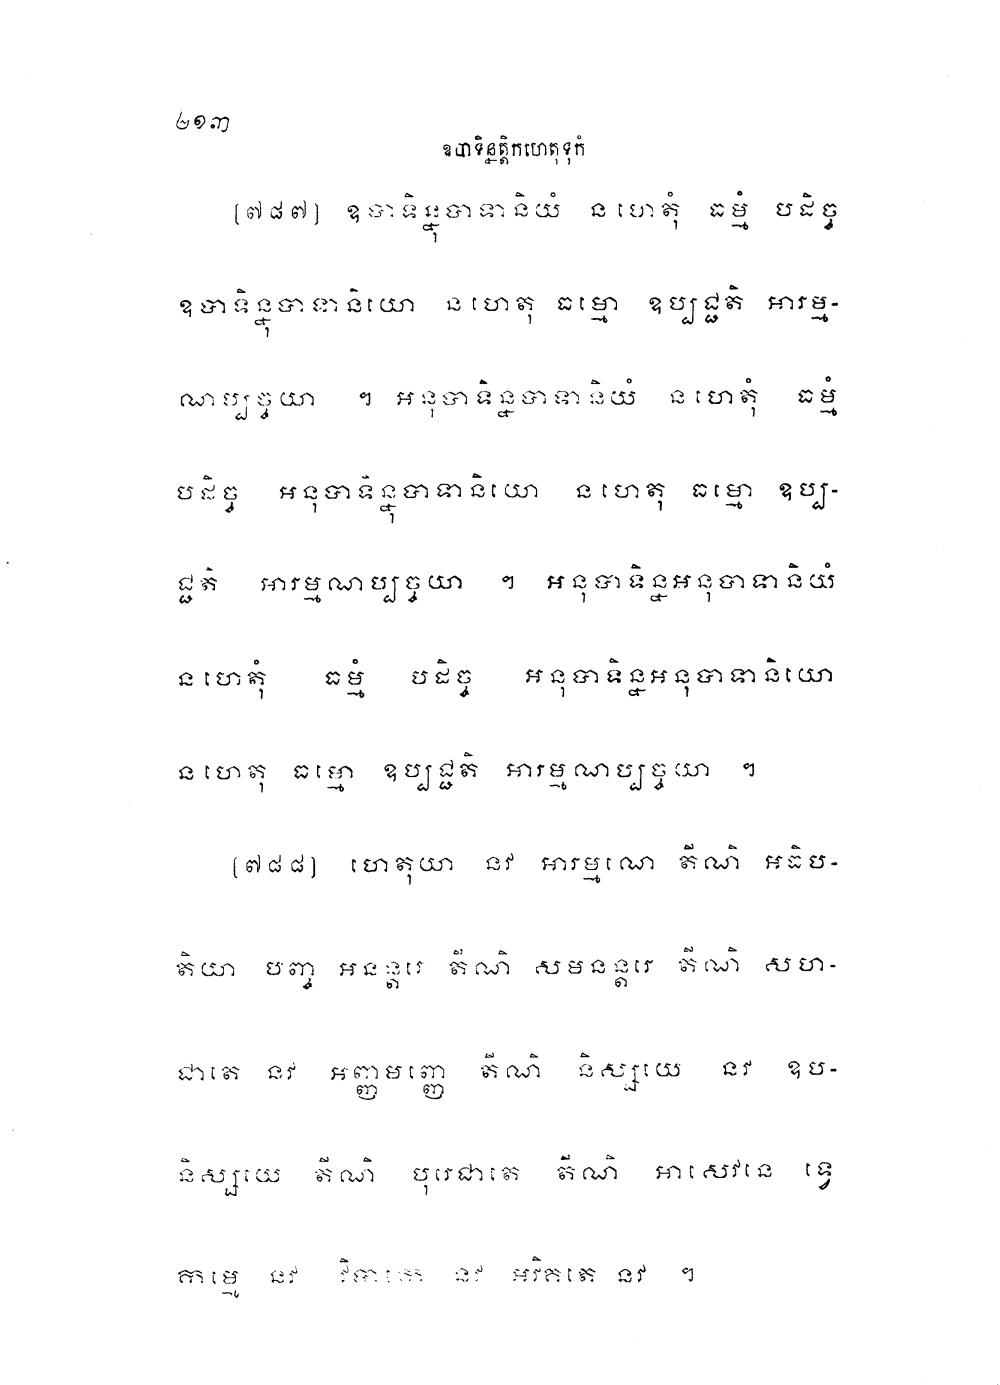 ២១៣
ឧបាទិន្នត្តិកហេតុទុកំ
[៧៨៧] ឧបាទិន្នុបាទានិយំ នហេតុំ ធម្មំ បដិច្ច
ឧបាទិន្នុបាទានិយោ នហេតុ ធម្មោ ឧប្បជ្ជតិ អារម្ម-
ណប្បច្ចយា ។ អនុបាទិន្នបាទានិយំ នហេតុំ ធម្មំ
បដិច្ច អនុបាទិន្នុបាទានិយោ នហេតុ ធម្មោ ឧប្ប-
ជ្ជតិ អារម្មណប្បច្ចយា ។ អនុបាទិន្នអនុបាទានិយំ
នហេតុំ ធម្មំ បដិច្ច អនុបាទិន្នអនុបាទានិយោ
នហេតុ ធម្មោ ឧប្បជ្ជតិ អារម្មណប្បច្ចយា ។
[៧៨៨] ហេតុយា នវ អារម្មណេ តីណិ អធិប-
តិយា បញ្ច អនន្តរេ តីណិ សមនន្តរេ តីណិ សហ-
ជាតេ នវ អញ្ញមញ្ញេ តីណិ និស្សយេ នវ ឧប-
និស្សយេ តីណិ បុរេជាតេ តីណិ អាសេវនេ ទ្វេ
កម្មេ នវ វិបាកេ នវ អវិគតេ នវ ។